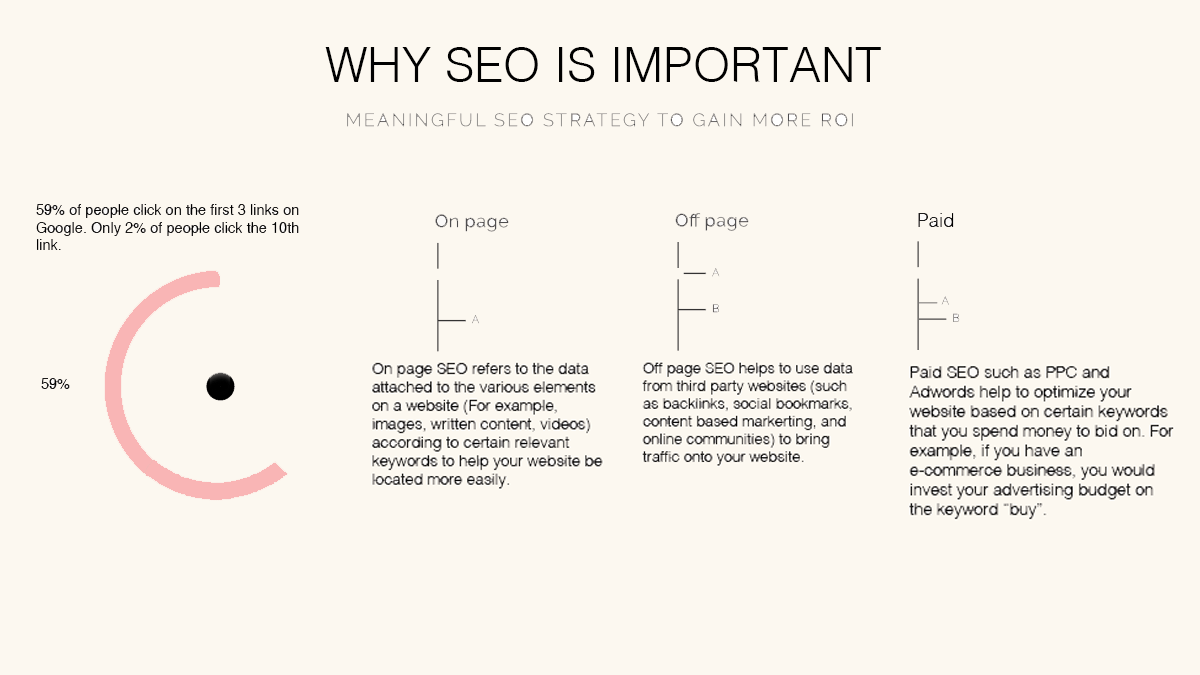 WHY SEO IS IMPORTANT
MEANINGFUL SEO STRATEGY TO GAIN MORE ROI
59% of people click on the first 3 links on
Google. Only 2% of people click the 10th
link.
59%
On page
A
On page SEO refers to the data
attached to the various elements
on a website (For example,
images, written content, videos)
according to certain relevant
keywords to help your website be
located more easily.
Off page
A
B
Off page SEO helps to use data
from third party websites (such
as backlinks, social bookmarks,
content based markerting, and
online communities) to bring
traffic onto your website.
Paid
A
B
Paid SEO such as PPC and
Adwords help to optimize your
website based on certain keywords
that you spend money to bid on. For
example, if you have an
e-commerce business, you would
invest your advertising budget on
the keyword “buy”.